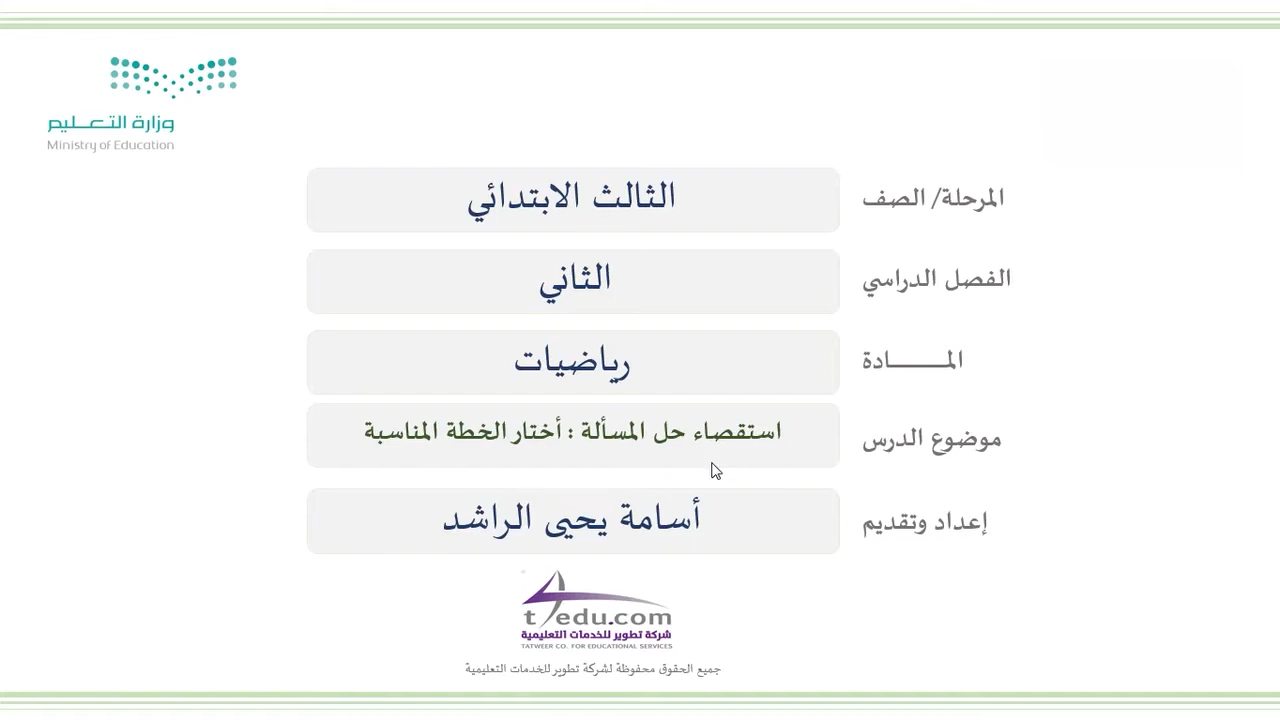 وزارة التعليم
Ministry of Education
المرحلة/ الصف
الثالث الابتدائي
الفصل الدراسي
الثاني
المـــــــادة
رياضيات
موضوع الدرس
استقصاء حل المسألة : أختار الخطة المناسبة
إعداد وتقديم
أسامة يحيى الراشد
t4edu.com
شركة تطوير للخدمات التعليمية
TATWEER CO. FOR EDUCATIONAL SERVICES
جميع الحقوق محفوظة لشركة تطوير للخدمات التعليمية